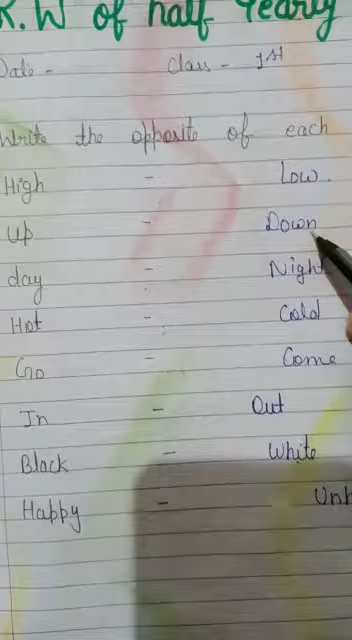 R.W of half Yearly
Date - Class - 1st
Write the opposite of each
High - Low.
Up - Down
day - Night
Hot - Cold
Go - Come
In - Out
Black - White
Happy - Unh